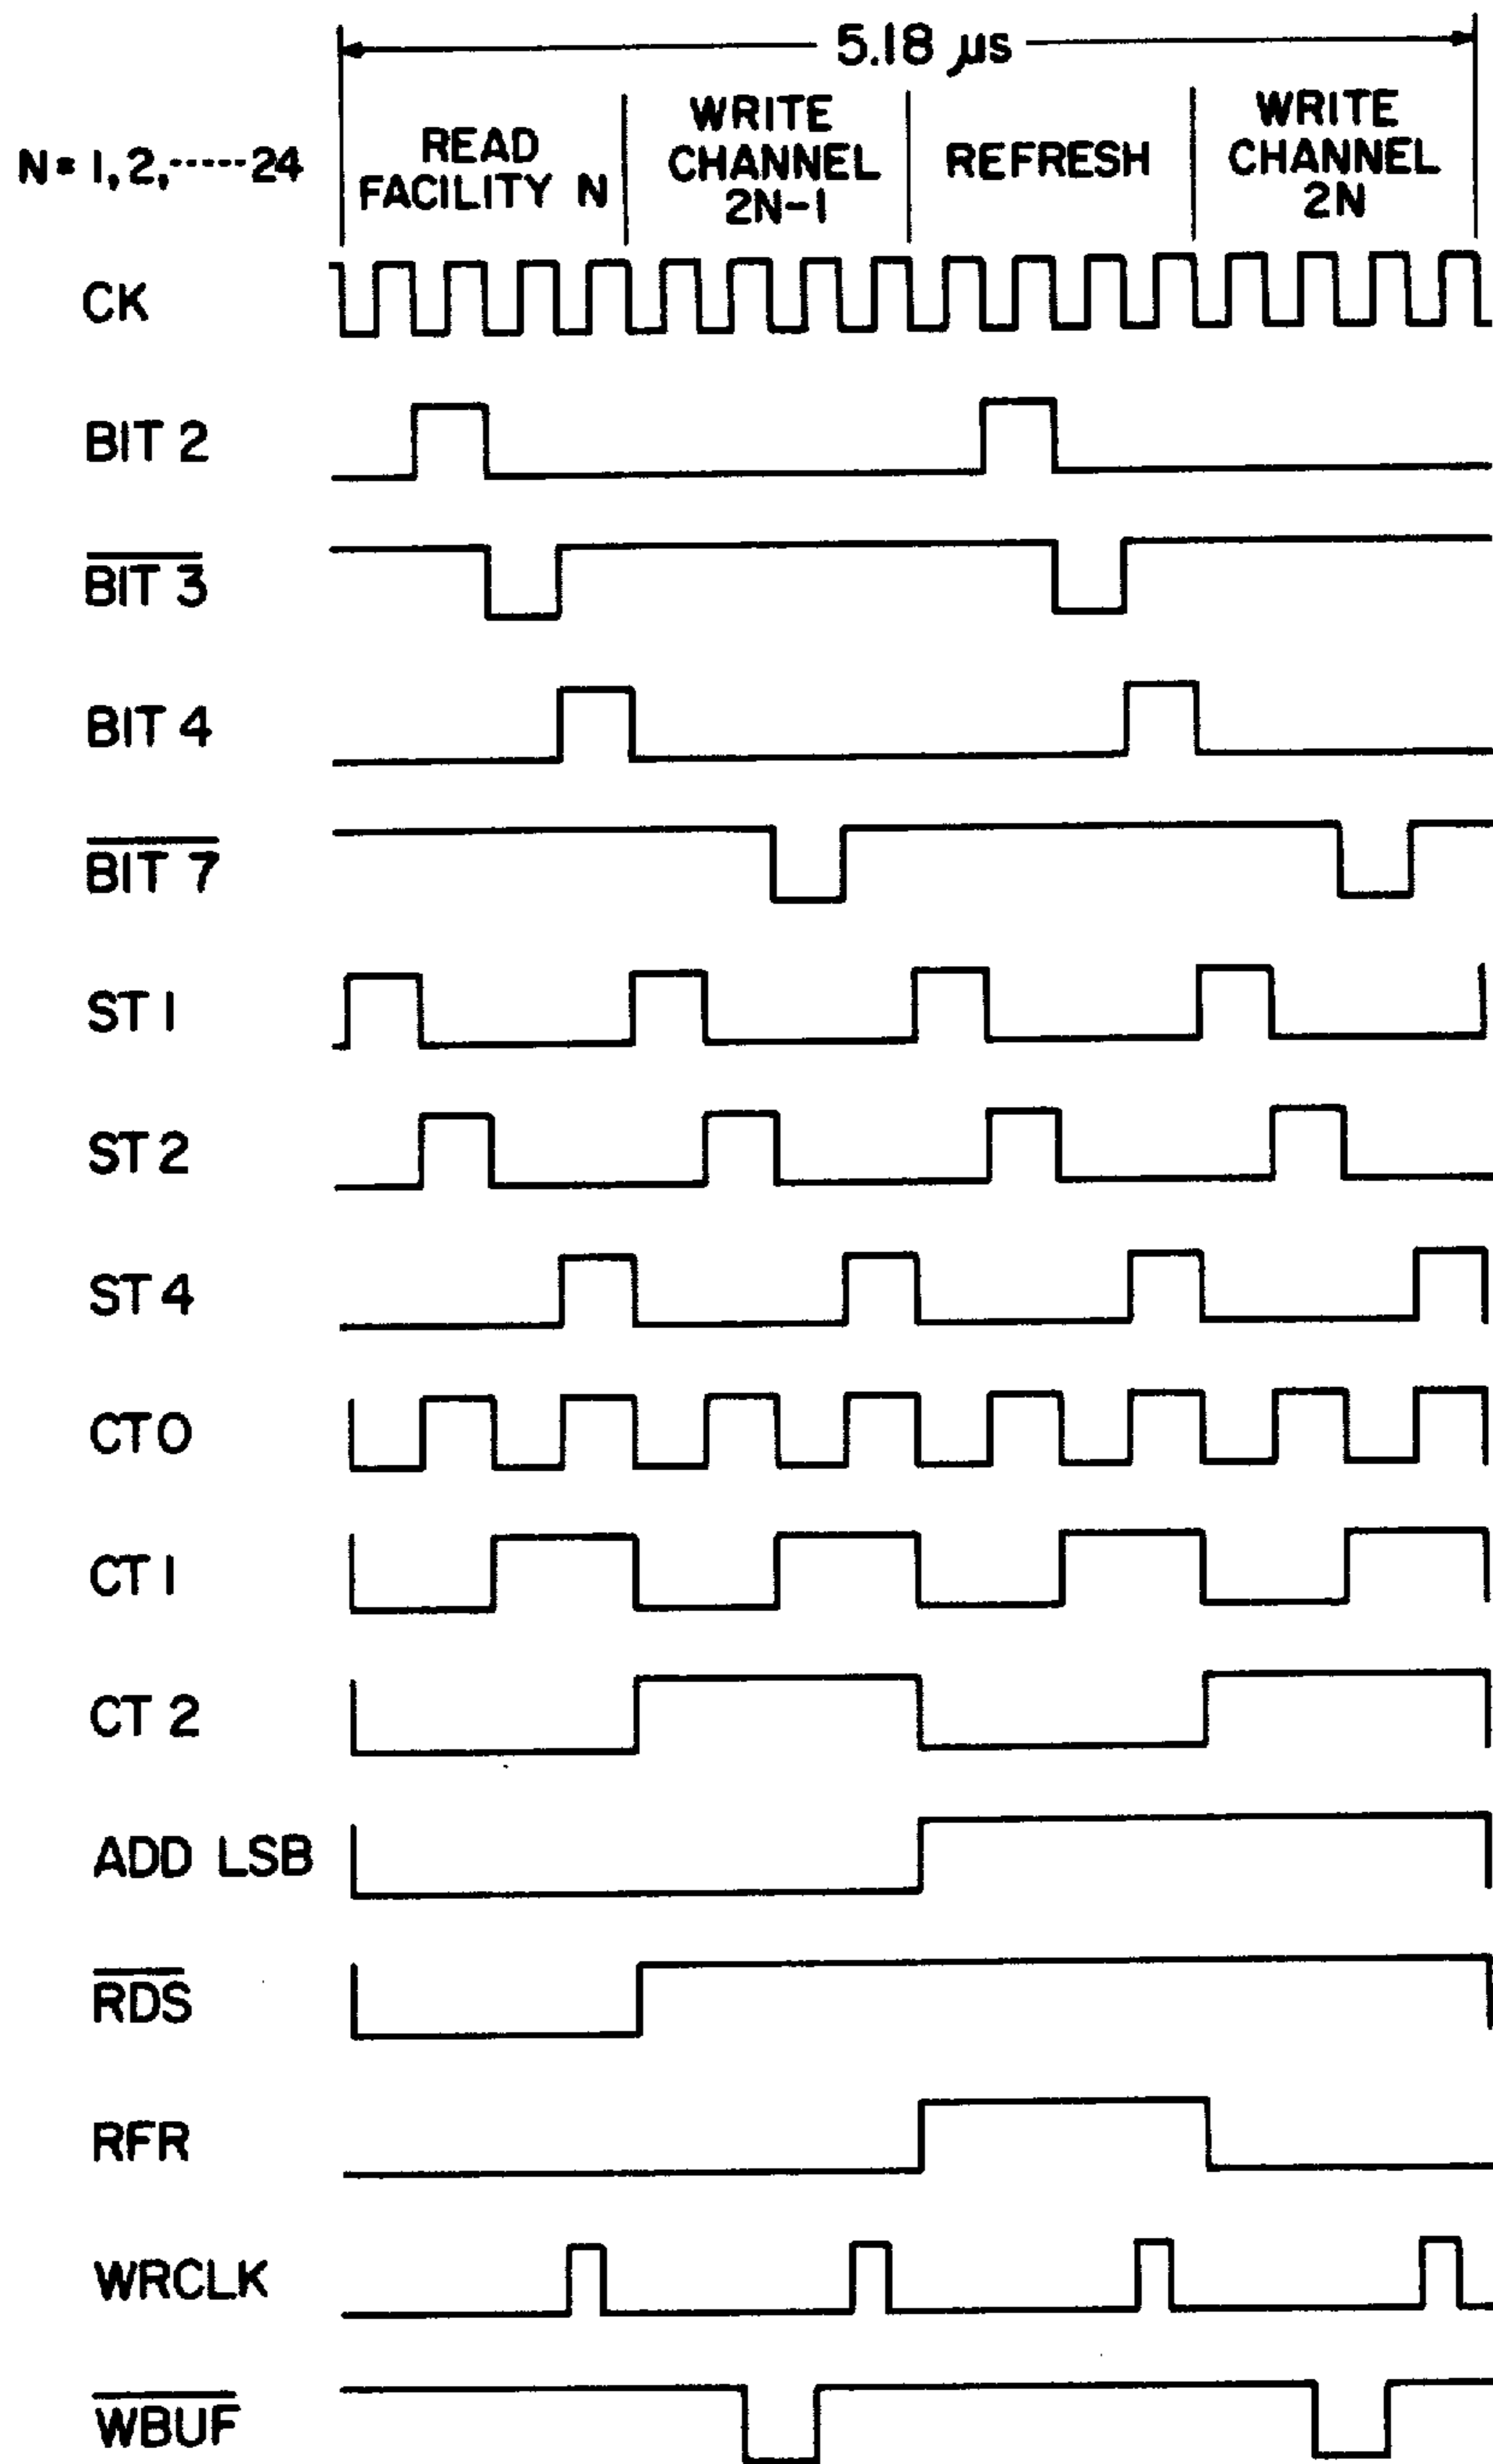 5.18 µs
N = 1, 2, ----- 24
READ
FACILITY N
WRITE
CHANNEL
2N-1
REFRESH
WRITE
CHANNEL
2N
CK
BIT 2
BIT 3
BIT 4
BIT 7
ST 1
ST 2
ST 4
CT 0
CT 1
CT 2
ADD LSB
RDS
RFR
WRCLK
WBUF